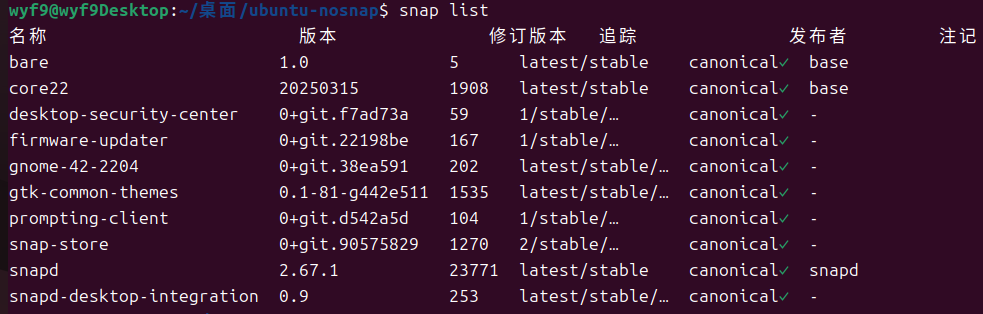 wyf9@wyf9Desktop:~/桌面/ubuntu-nosnap$ snap list
名称 版本 修订版本 追踪 发布者 注记
bare 1.0 5 latest/stable canonical✓ base
core22 20250315 1908 latest/stable canonical✓ base
desktop-security-center 0+git.f7ad73a 59 1/stable/… canonical✓ -
firmware-updater 0+git.22198be 167 1/stable/… canonical✓ -
gnome-42-2204 0+git.38ea591 202 latest/stable/… canonical✓ -
gtk-common-themes 0.1-81-g442e511 1535 latest/stable/… canonical✓ -
prompting-client 0+git.d542a5d 104 1/stable/… canonical✓ -
snap-store 0+git.90575829 1270 2/stable/… canonical✓ -
snapd 2.67.1 23771 latest/stable canonical✓ snapd
snapd-desktop-integration 0.9 253 latest/stable/… canonical✓ -